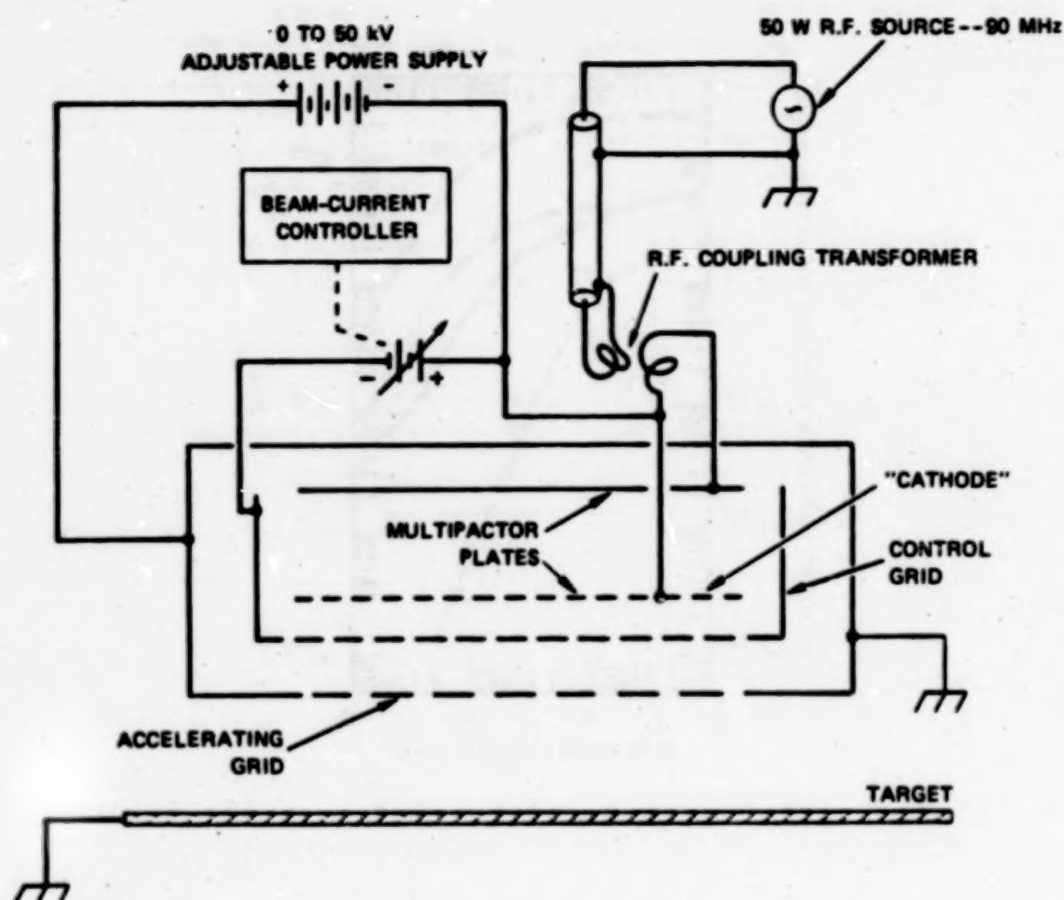 0 TO 50 kV
ADJUSTABLE POWER SUPPLY
+ -
50 W R.F. SOURCE--90 MHz
~
BEAM-CURRENT
CONTROLLER
R.F. COUPLING TRANSFORMER
- +
"CATHODE"
MULTIPACTOR
PLATES
CONTROL
GRID
ACCELERATING
GRID
TARGET